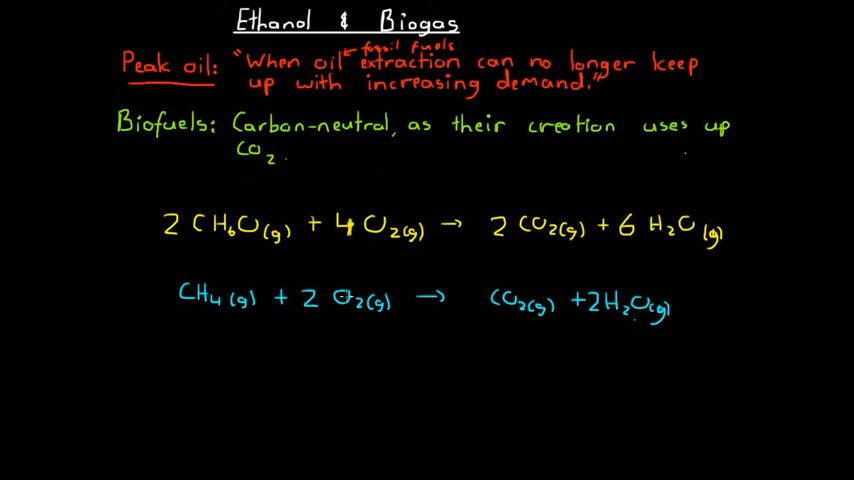 Ethanol & Biogas
← fossil fuels
Peak oil: "When oil extraction can no longer keep
up with increasing demand."
Biofuels: Carbon-neutral, as their creation uses up
CO₂.
2 CH₆O(g) + 4 O₂(g) → 2 CO₂(g) + 6 H₂O(g)
CH₄(g) + 2 O₂(g) → CO₂(g) + 2H₂O(g)